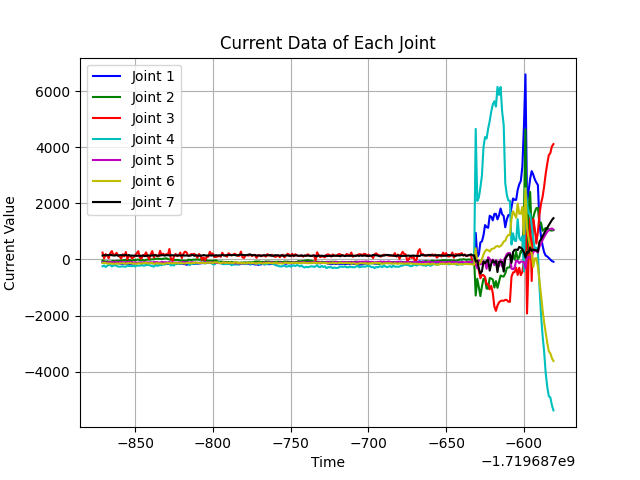 Current Data of Each Joint
Current Value
6000
4000
2000
0
−2000
−4000
Joint 1
Joint 2
Joint 3
Joint 4
Joint 5
Joint 6
Joint 7
−850 −800 −750 −700 −650 −600
−1.719687e9
Time